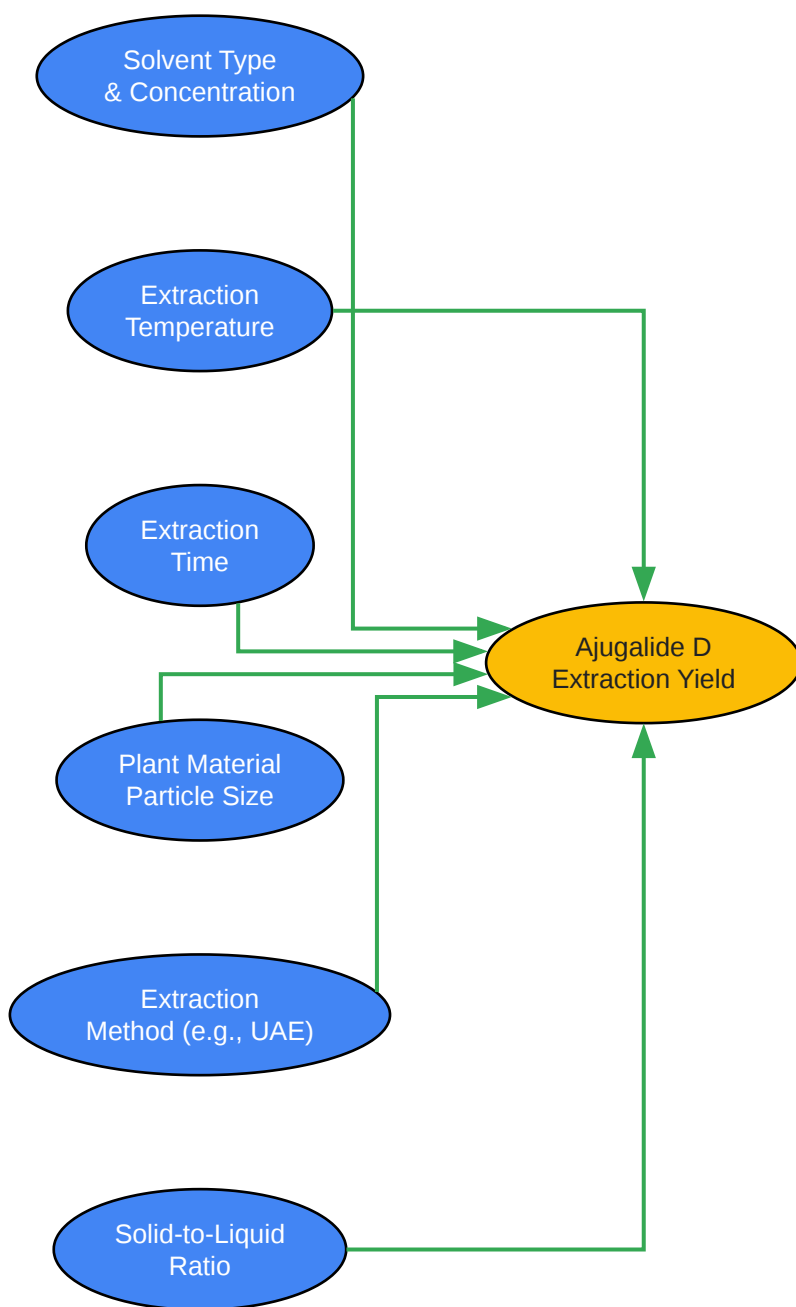 Solvent Type
& Concentration
Extraction
Temperature
Extraction
Time
Ajugalide D
Extraction Yield
Plant Material
Particle Size
Extraction
Method (e.g., UAE)
Solid-to-Liquid
Ratio